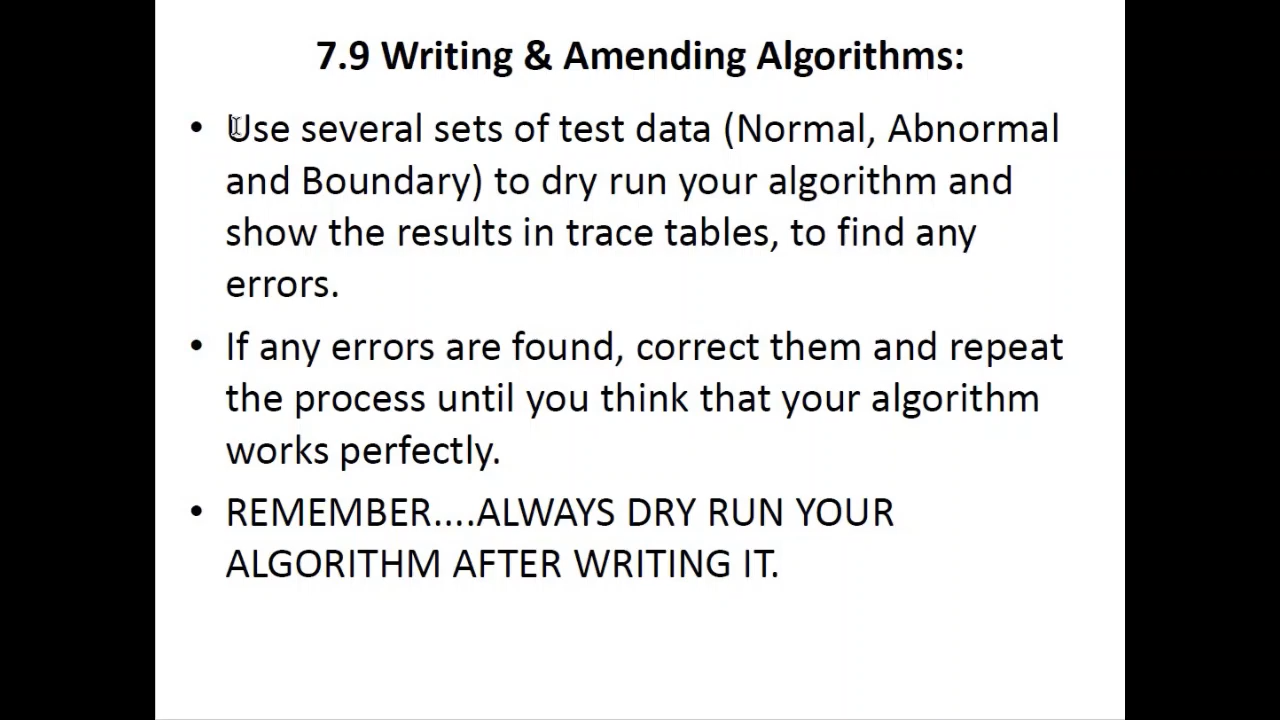 7.9 Writing & Amending Algorithms:
• Use several sets of test data (Normal, Abnormal
and Boundary) to dry run your algorithm and
show the results in trace tables, to find any
errors.
• If any errors are found, correct them and repeat
the process until you think that your algorithm
works perfectly.
• REMEMBER....ALWAYS DRY RUN YOUR
ALGORITHM AFTER WRITING IT.